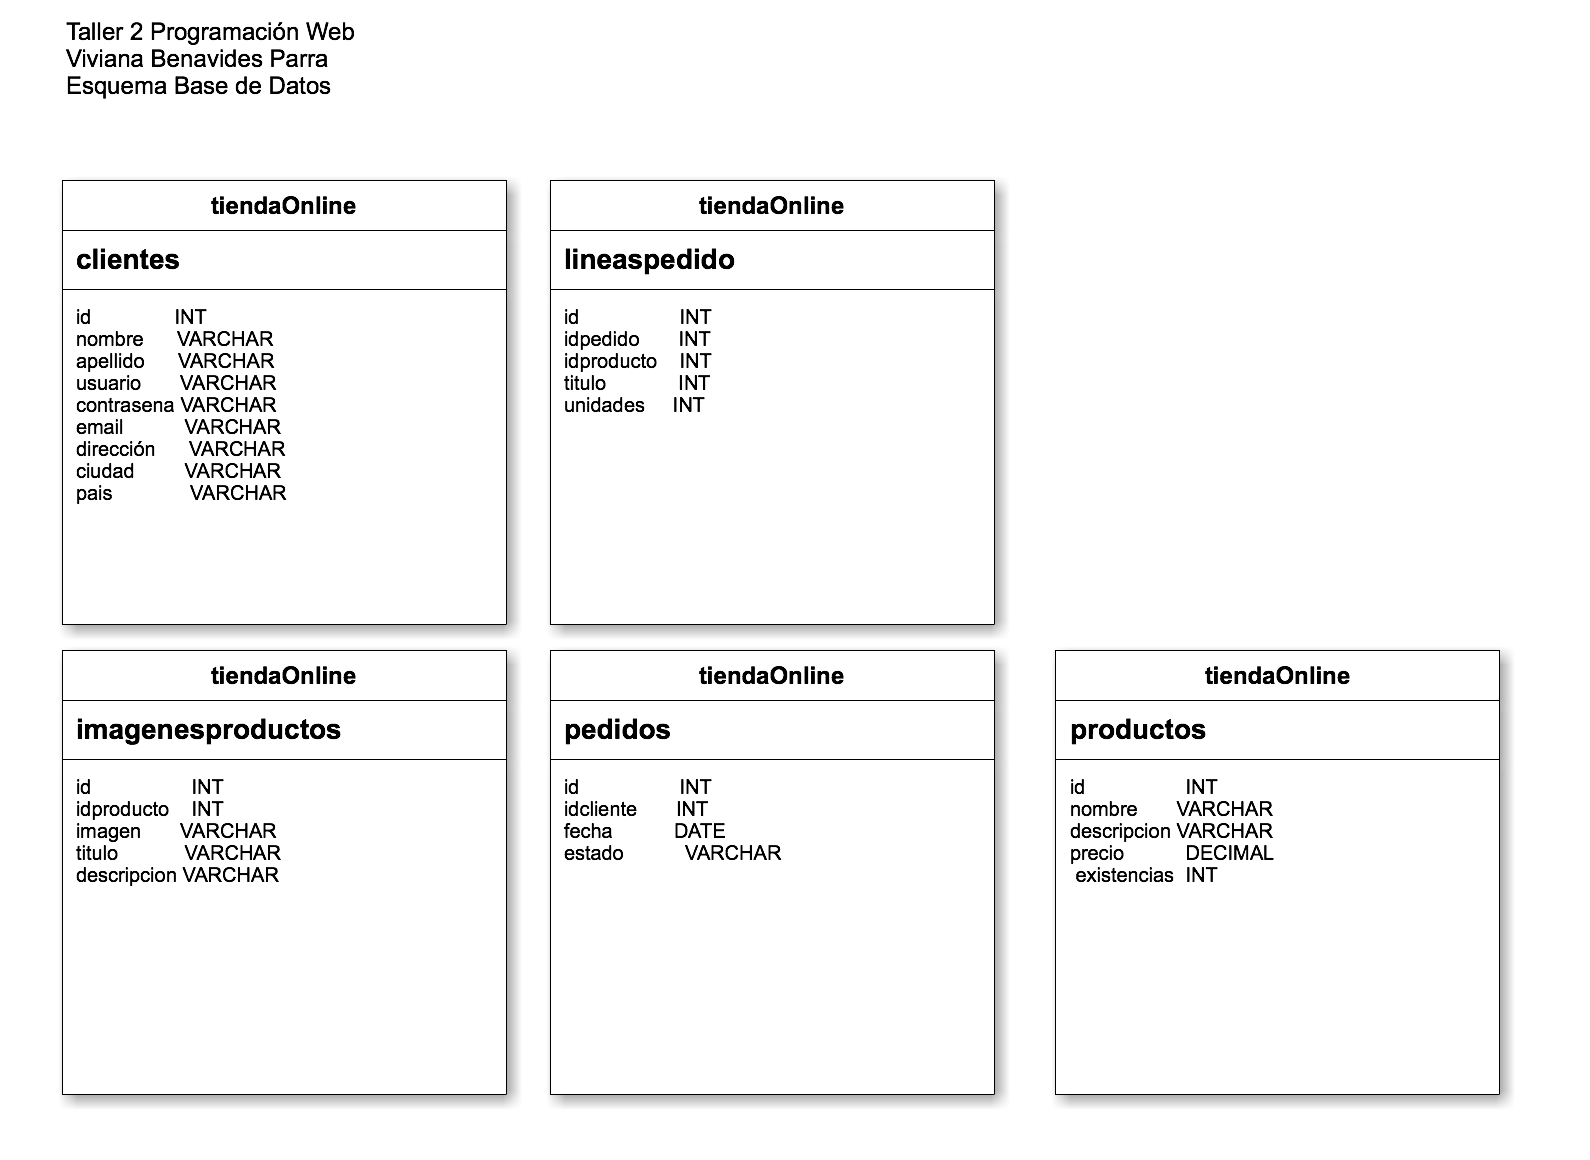 Taller 2 Programación Web
Viviana Benavides Parra
Esquema Base de Datos
tiendaOnline
clientes
id INT
nombre VARCHAR
apellido VARCHAR
usuario VARCHAR
contrasena VARCHAR
email VARCHAR
dirección VARCHAR
ciudad VARCHAR
pais VARCHAR
tiendaOnline
lineaspedido
id INT
idpedido INT
idproducto INT
titulo INT
unidades INT
tiendaOnline
imagenesproductos
id INT
idproducto INT
imagen VARCHAR
titulo VARCHAR
descripcion VARCHAR
tiendaOnline
pedidos
id INT
idcliente INT
fecha DATE
estado VARCHAR
tiendaOnline
productos
id INT
nombre VARCHAR
descripcion VARCHAR
precio DECIMAL
existencias INT